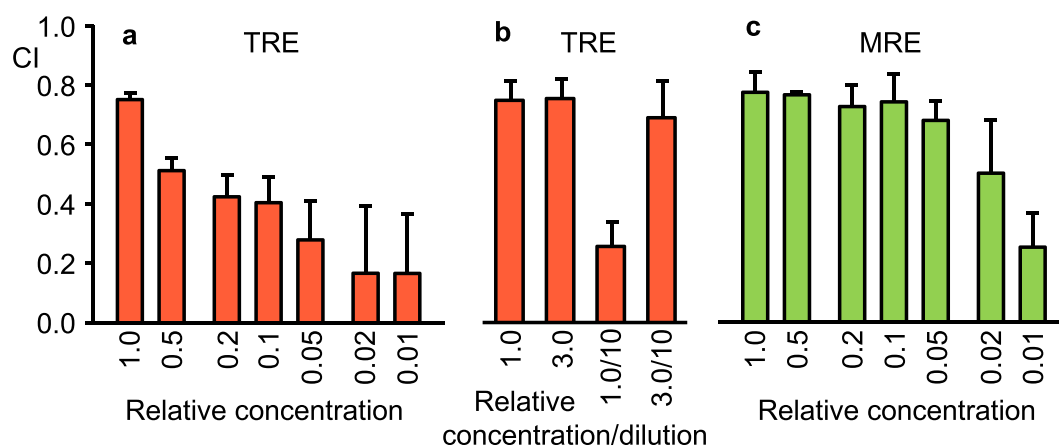 a TRE
b TRE
c MRE
CI
1.0
0.8
0.6
0.4
0.2
0.0
1.0 0.5 0.2 0.1 0.05 0.02 0.01
Relative concentration
1.0 3.0 1.0/10 3.0/10
Relative
concentration/dilution
1.0 0.5 0.2 0.1 0.05 0.02 0.01
Relative concentration